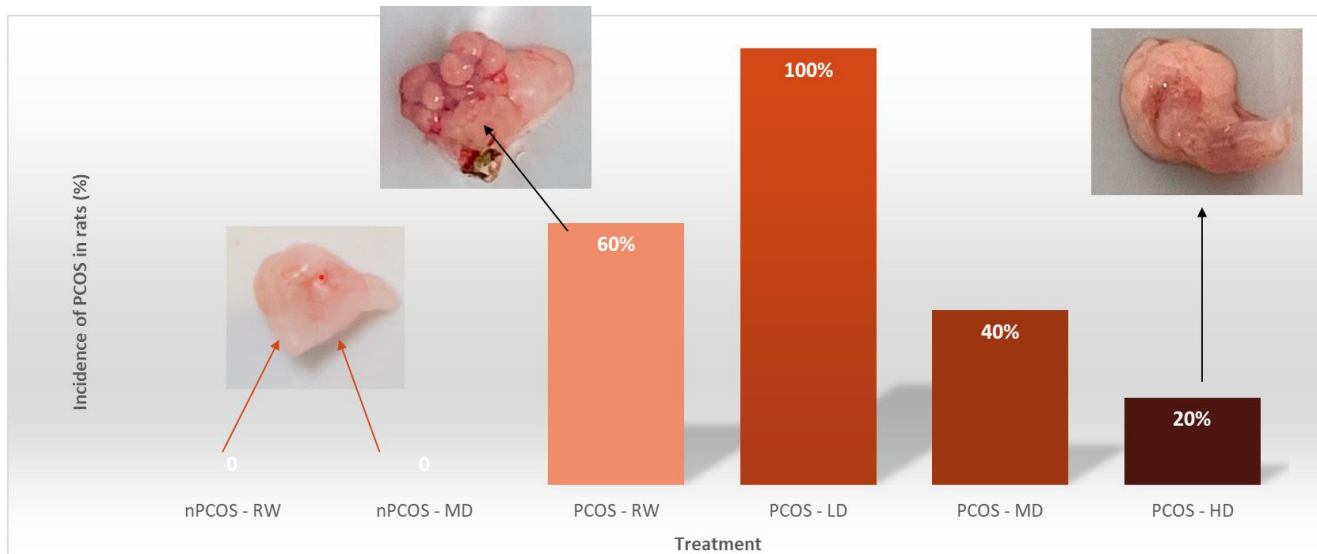 Incidence of PCOS in rats (%)
100%
60%
40%
20%
0
0
nPCOS - RW
nPCOS - MD
PCOS - RW
PCOS - LD
PCOS - MD
PCOS - HD
Treatment